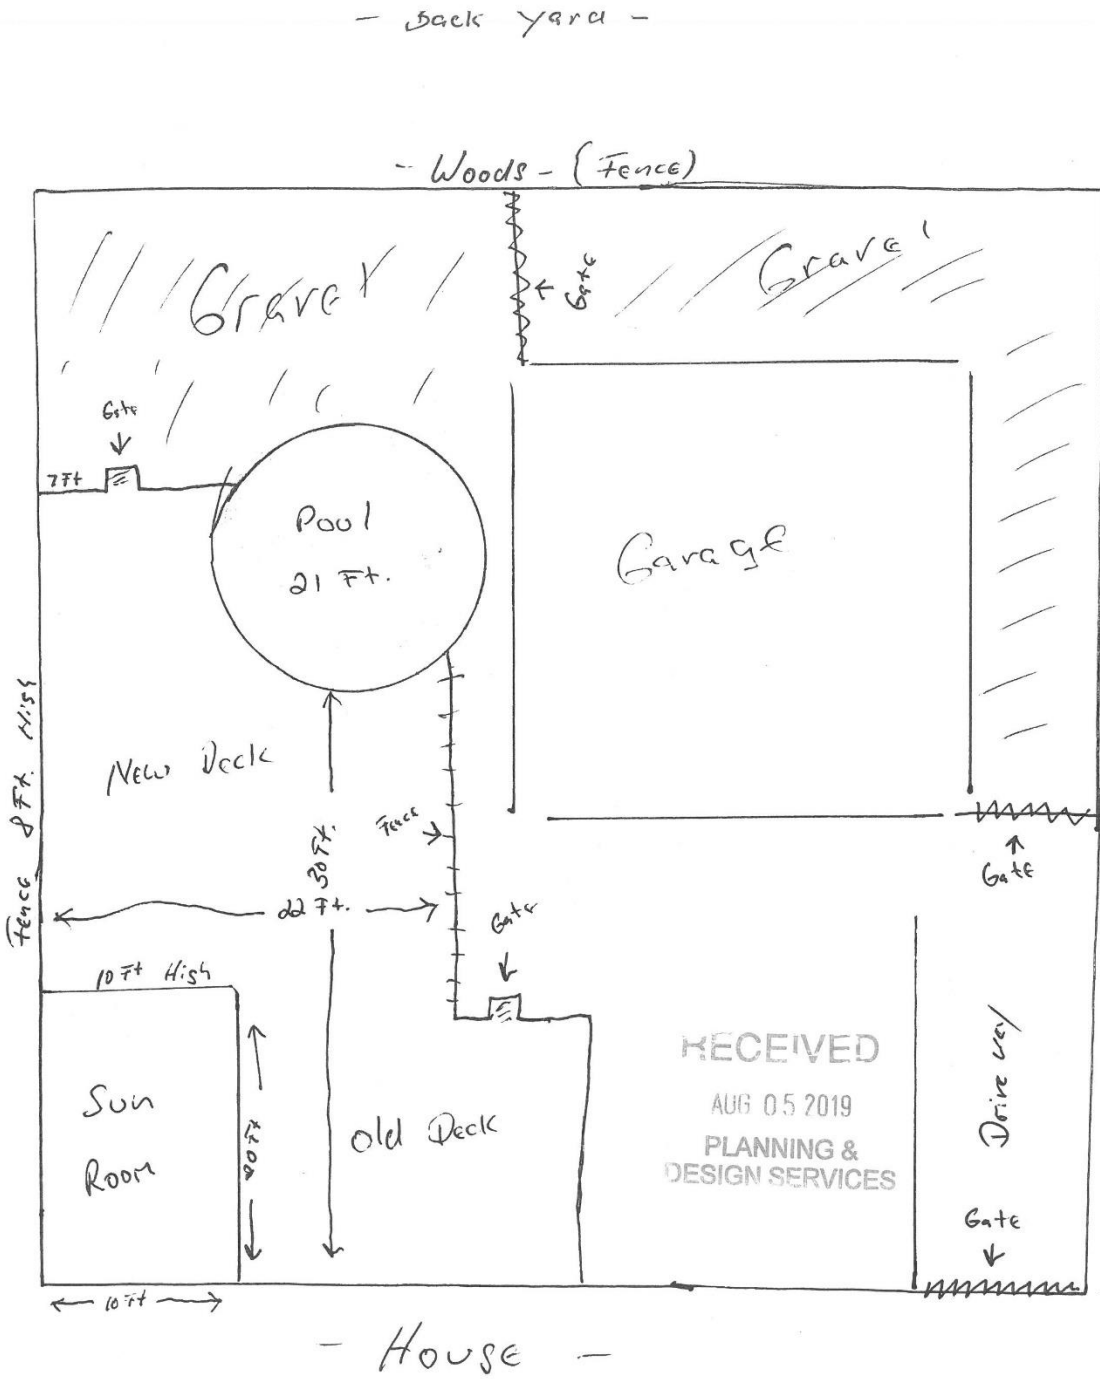 - Back Yard -
- Woods - (Fence)
Gravel
Gate
Gravel
Gate
7 Ft
Pool
21 Ft.
Garage
Fence 8 Ft. High
New Deck
Fence
30 Ft.
22 Ft.
Gate
Gate
10 Ft High
Sun
Room
20 Ft
Old Deck
RECEIVED
AUG 05 2019
PLANNING &
DESIGN SERVICES
Drive way
Gate
10 Ft
- House -